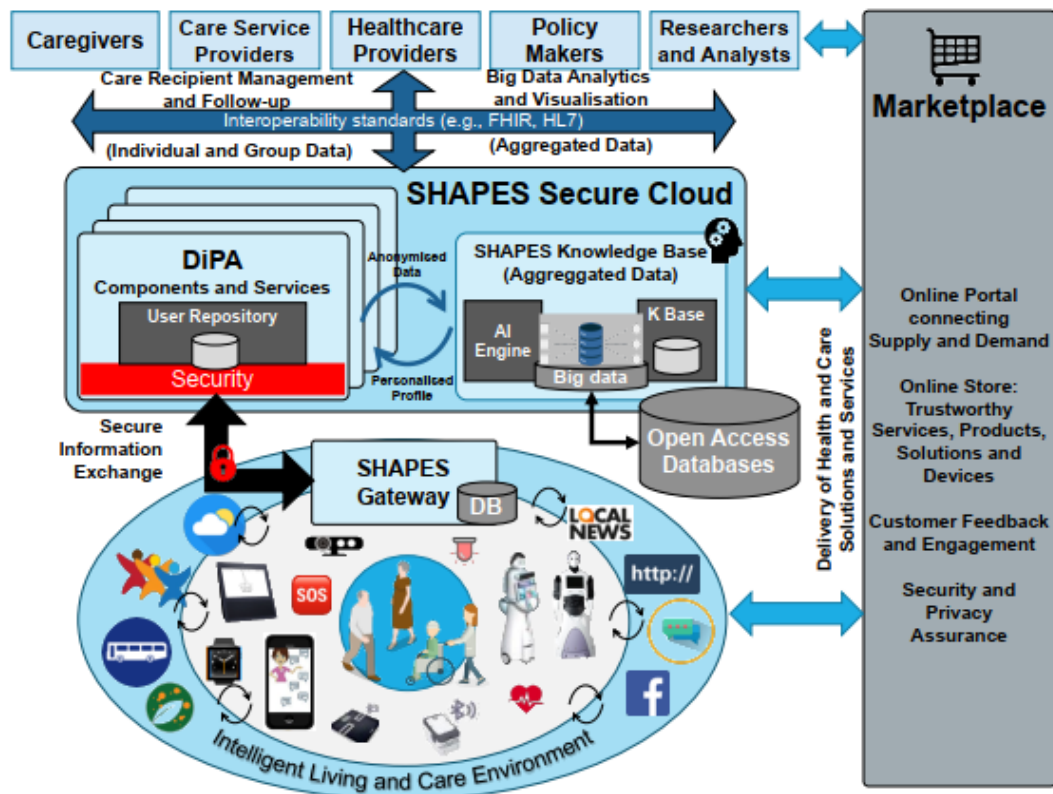 Caregivers
Care Service
Providers
Healthcare
Providers
Policy
Makers
Researchers
and Analysts
Care Recipient Management
and Follow-up
Big Data Analytics
and Visualisation
Interoperability standards (e.g., FHIR, HL7)
(Individual and Group Data)
(Aggregated Data)
SHAPES Secure Cloud
DiPA
Components and Services
User Repository
Security
Anonymised
Data
Personalised
Profile
SHAPES Knowledge Base
(Aggreggated Data)
AI
Engine
K Base
Big data
Open Access
Databases
Secure
Information
Exchange
SHAPES
Gateway
DB
LOCAL
NEWS
SOS
http://
Intelligent Living and Care Environment
Delivery of Health and Care
Solutions and Services
Marketplace
Online Portal
connecting
Supply and Demand
Online Store:
Trustworthy
Services, Products,
Solutions and
Devices
Customer Feedback
and Engagement
Security and
Privacy
Assurance